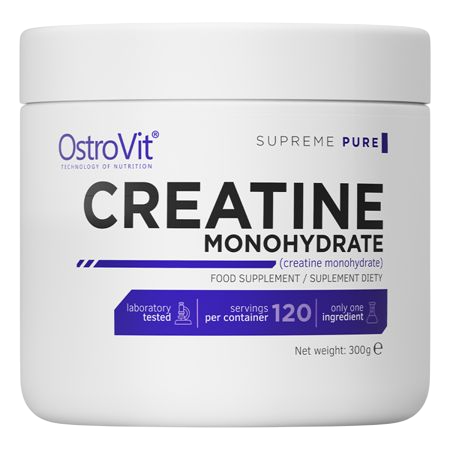 OstroVit®
TECHNOLOGY OF NUTRITION
SUPREME PURE
CREATINE
MONOHYDRATE
(creatine monohydrate)
FOOD SUPPLEMENT / SUPLEMENT DIETY
laboratory
tested
servings
per container 120
only one
ingredient
Net weight: 300g ℮